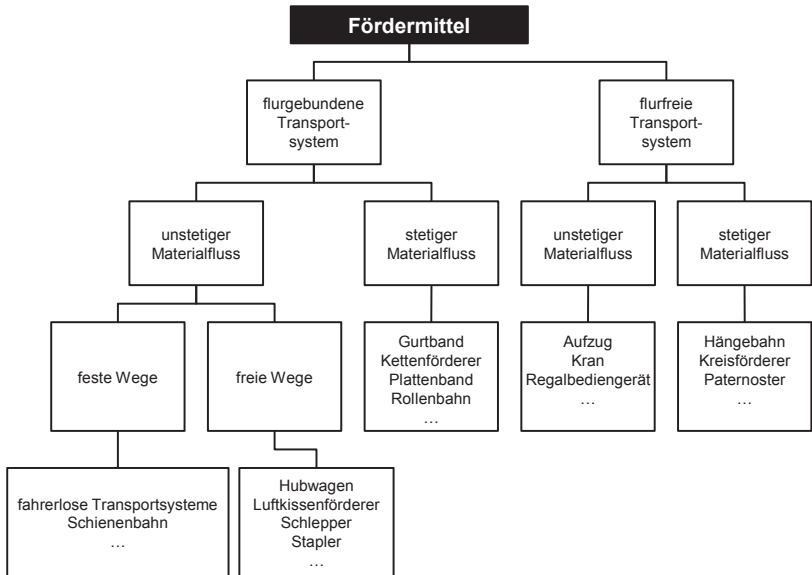 Fördermittel
flurgebundene
Transport-
system
flurfreie
Transport-
system
unstetiger
Materialfluss
stetiger
Materialfluss
unstetiger
Materialfluss
stetiger
Materialfluss
feste Wege
freie Wege
Gurtband
Kettenförderer
Plattenband
Rollenbahn
…
Aufzug
Kran
Regalbediengerät
…
Hängebahn
Kreisförderer
Paternoster
…
fahrerlose Transportsysteme
Schienenbahn
…
Hubwagen
Luftkissenförderer
Schlepper
Stapler
…